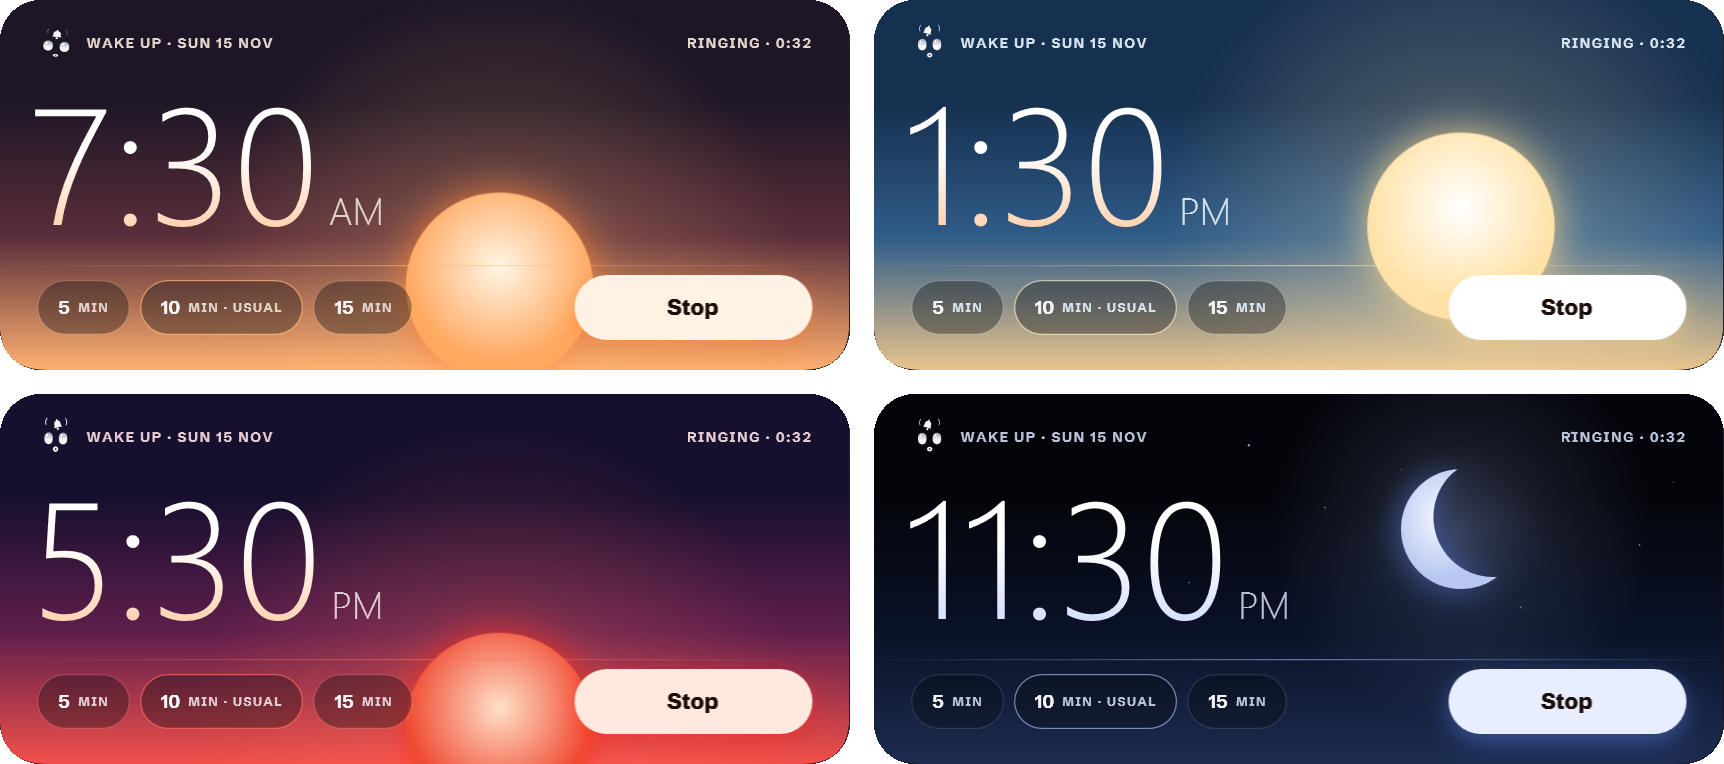 WAKE UP · SUN 15 NOV
RINGING · 0:32
7:30 AM
5 MIN
10 MIN · USUAL
15 MIN
Stop
WAKE UP · SUN 15 NOV
RINGING · 0:32
1:30 PM
5 MIN
10 MIN · USUAL
15 MIN
Stop
WAKE UP · SUN 15 NOV
RINGING · 0:32
5:30 PM
5 MIN
10 MIN · USUAL
15 MIN
Stop
WAKE UP · SUN 15 NOV
RINGING · 0:32
11:30 PM
5 MIN
10 MIN · USUAL
15 MIN
Stop